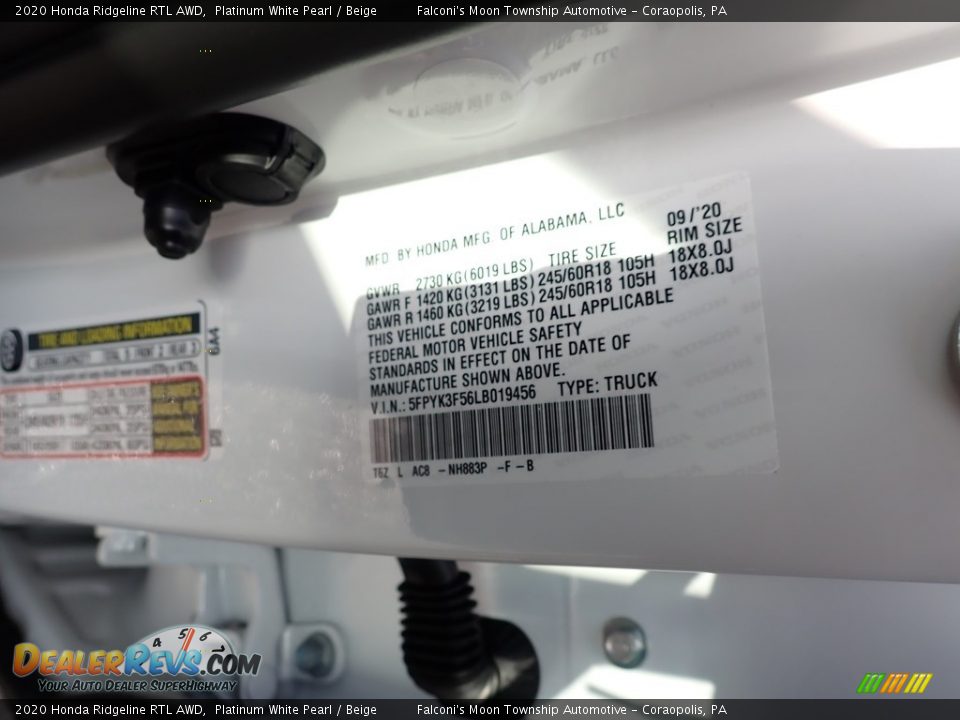 2020 Honda Ridgeline RTL AWD,  Platinum White Pearl / Beige  Falconi's Moon Township Automotive - Coraopolis, PA
MFD BY HONDA MFG. OF ALABAMA, LLC 09/'20
GVWR 2730 KG(6019 LBS) TIRE SIZE RIM SIZE
GAWR F 1420 KG(3131 LBS) 245/60R18 105H 18X8.0J
GAWR R 1460 KG(3219 LBS) 245/60R18 105H 18X8.0J
THIS VEHICLE CONFORMS TO ALL APPLICABLE
FEDERAL MOTOR VEHICLE SAFETY
STANDARDS IN EFFECT ON THE DATE OF
MANUFACTURE SHOWN ABOVE.
V.I.N.: 5FPYK3F56LB019456 TYPE: TRUCK
T6Z L AC8 -NH883P -F-B
TIRE AND LOADING INFORMATION
4 5 6
DEALERREVS.COM
YOUR AUTO DEALER SUPERHIGHWAY
2020 Honda Ridgeline RTL AWD,  Platinum White Pearl / Beige  Falconi's Moon Township Automotive - Coraopolis, PA